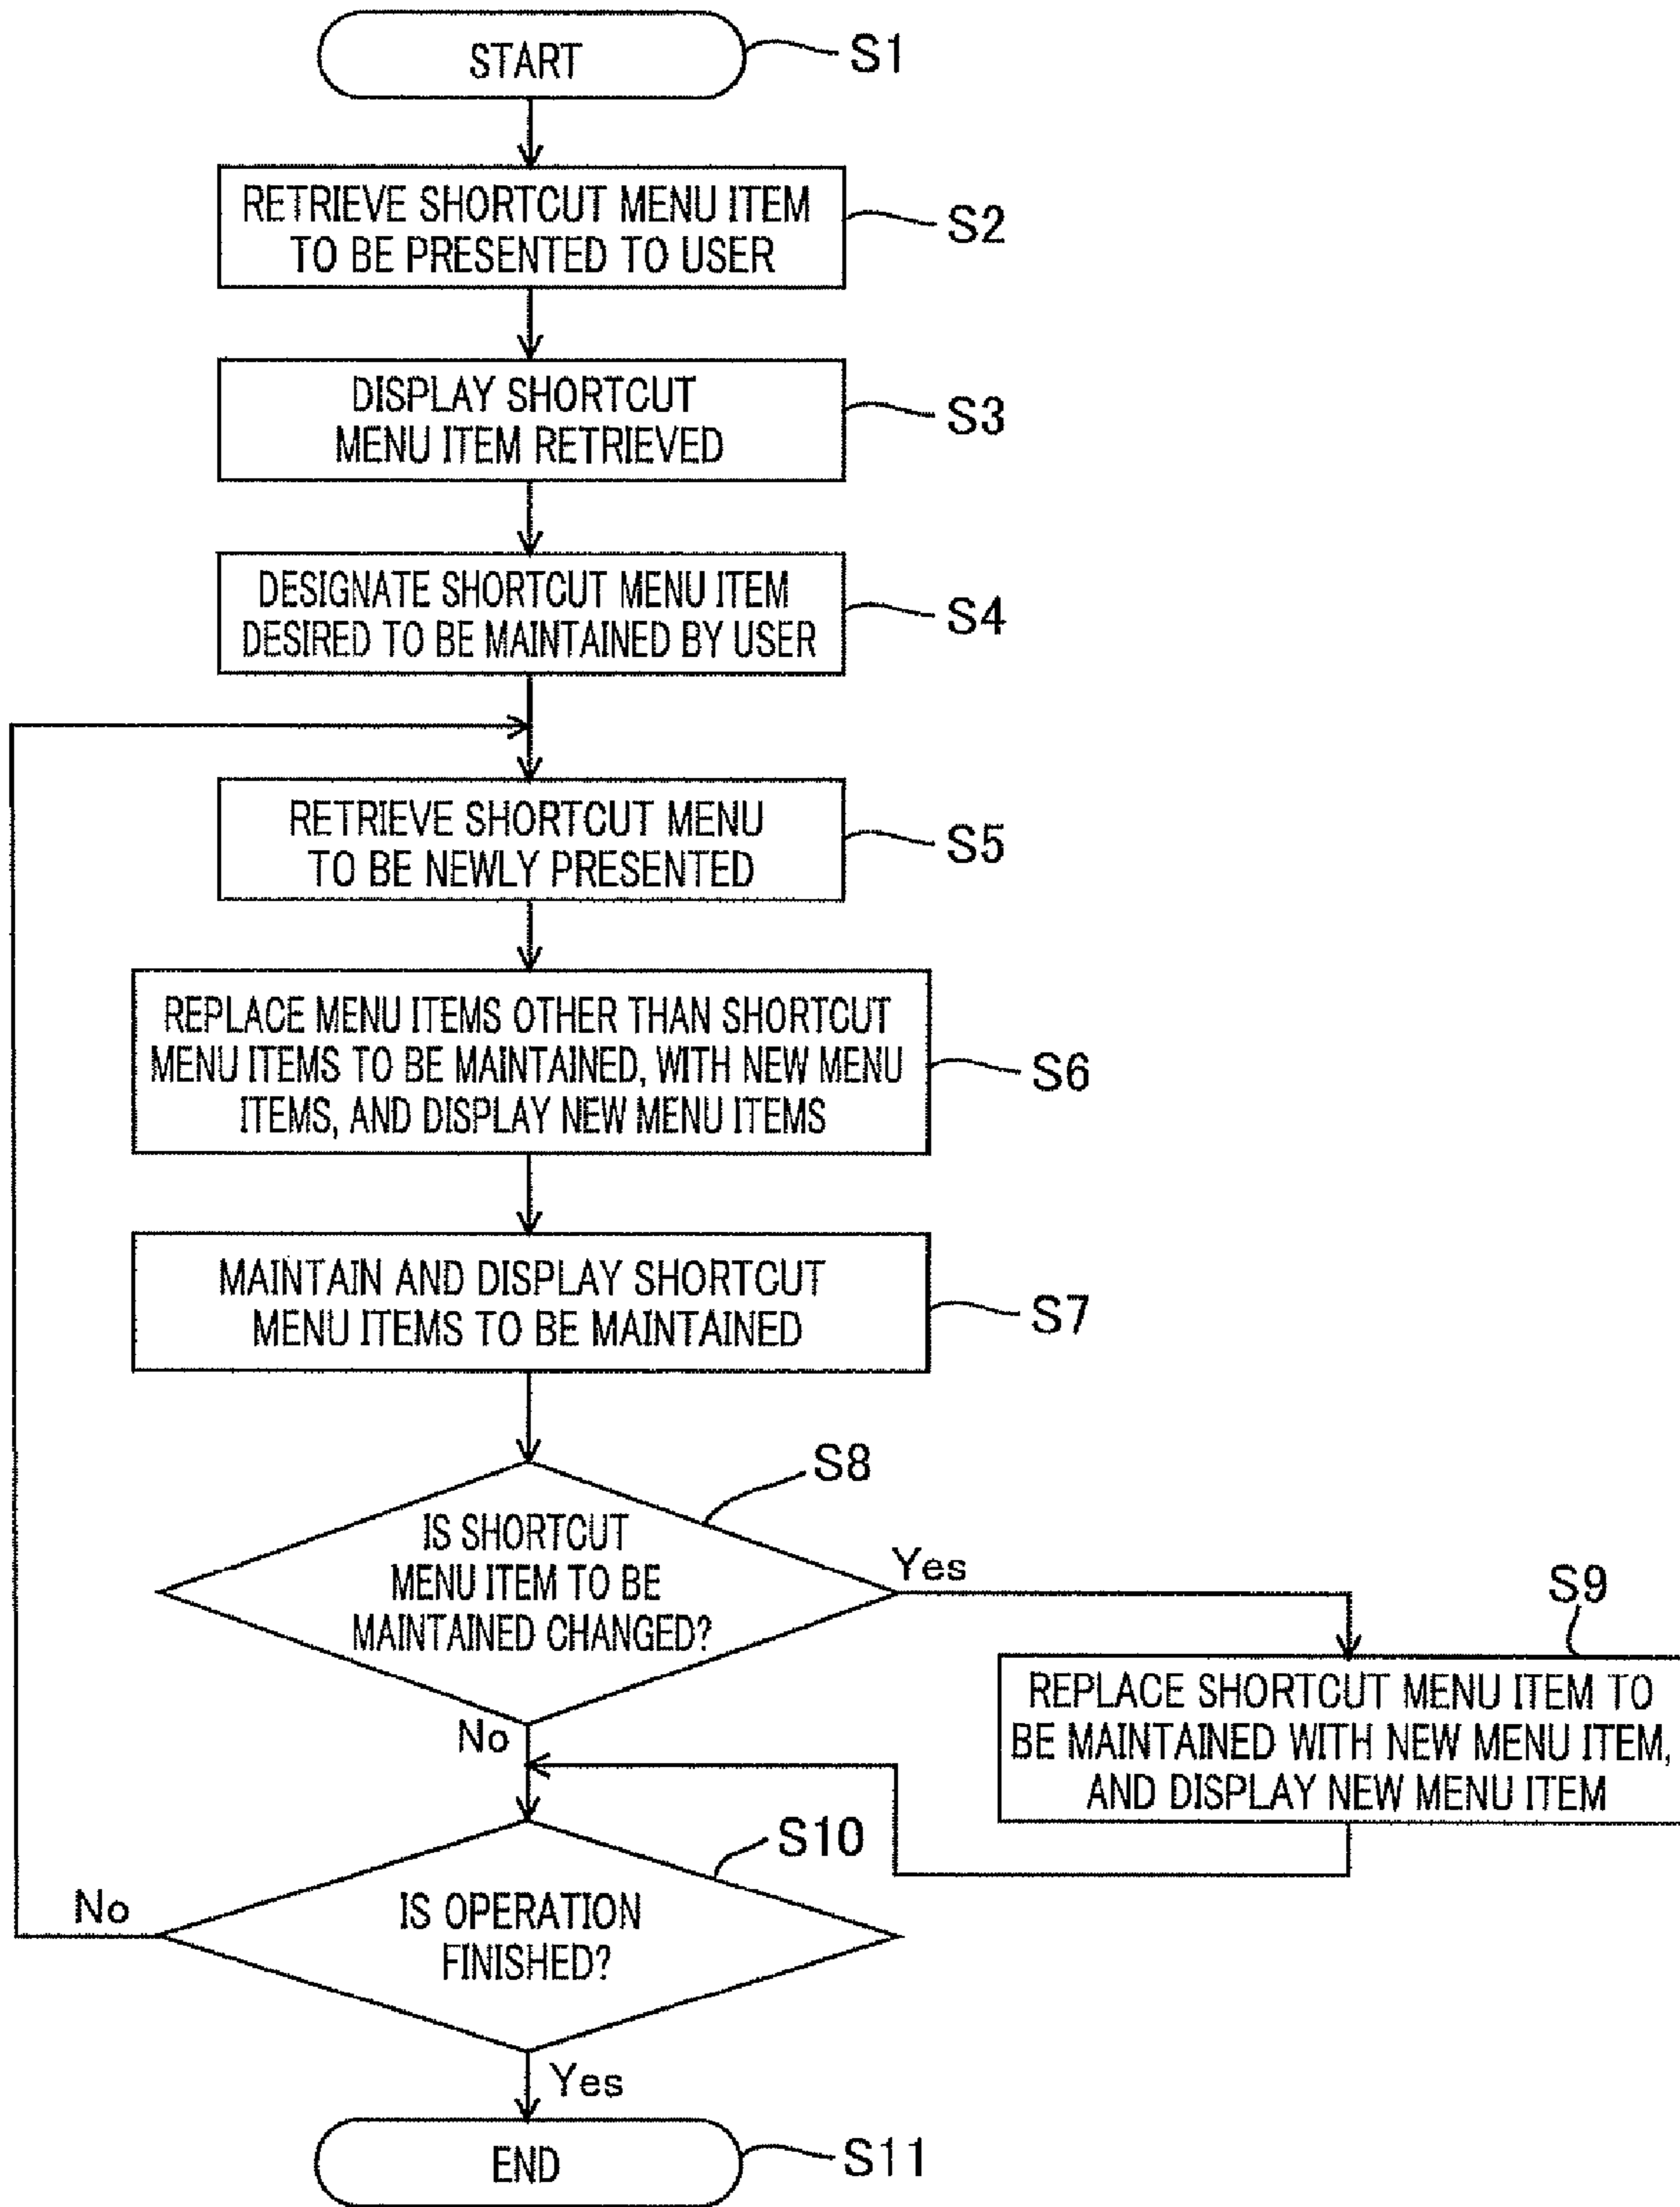 START
S1
RETRIEVE SHORTCUT MENU ITEM
TO BE PRESENTED TO USER
S2
DISPLAY SHORTCUT
MENU ITEM RETRIEVED
S3
DESIGNATE SHORTCUT MENU ITEM
DESIRED TO BE MAINTAINED BY USER
S4
RETRIEVE SHORTCUT MENU
TO BE NEWLY PRESENTED
S5
REPLACE MENU ITEMS OTHER THAN SHORTCUT
MENU ITEMS TO BE MAINTAINED, WITH NEW MENU
ITEMS, AND DISPLAY NEW MENU ITEMS
S6
MAINTAIN AND DISPLAY SHORTCUT
MENU ITEMS TO BE MAINTAINED
S7
S8
IS SHORTCUT
MENU ITEM TO BE
MAINTAINED CHANGED?
Yes
No
S9
REPLACE SHORTCUT MENU ITEM TO
BE MAINTAINED WITH NEW MENU ITEM,
AND DISPLAY NEW MENU ITEM
S10
IS OPERATION
FINISHED?
No
Yes
END
S11